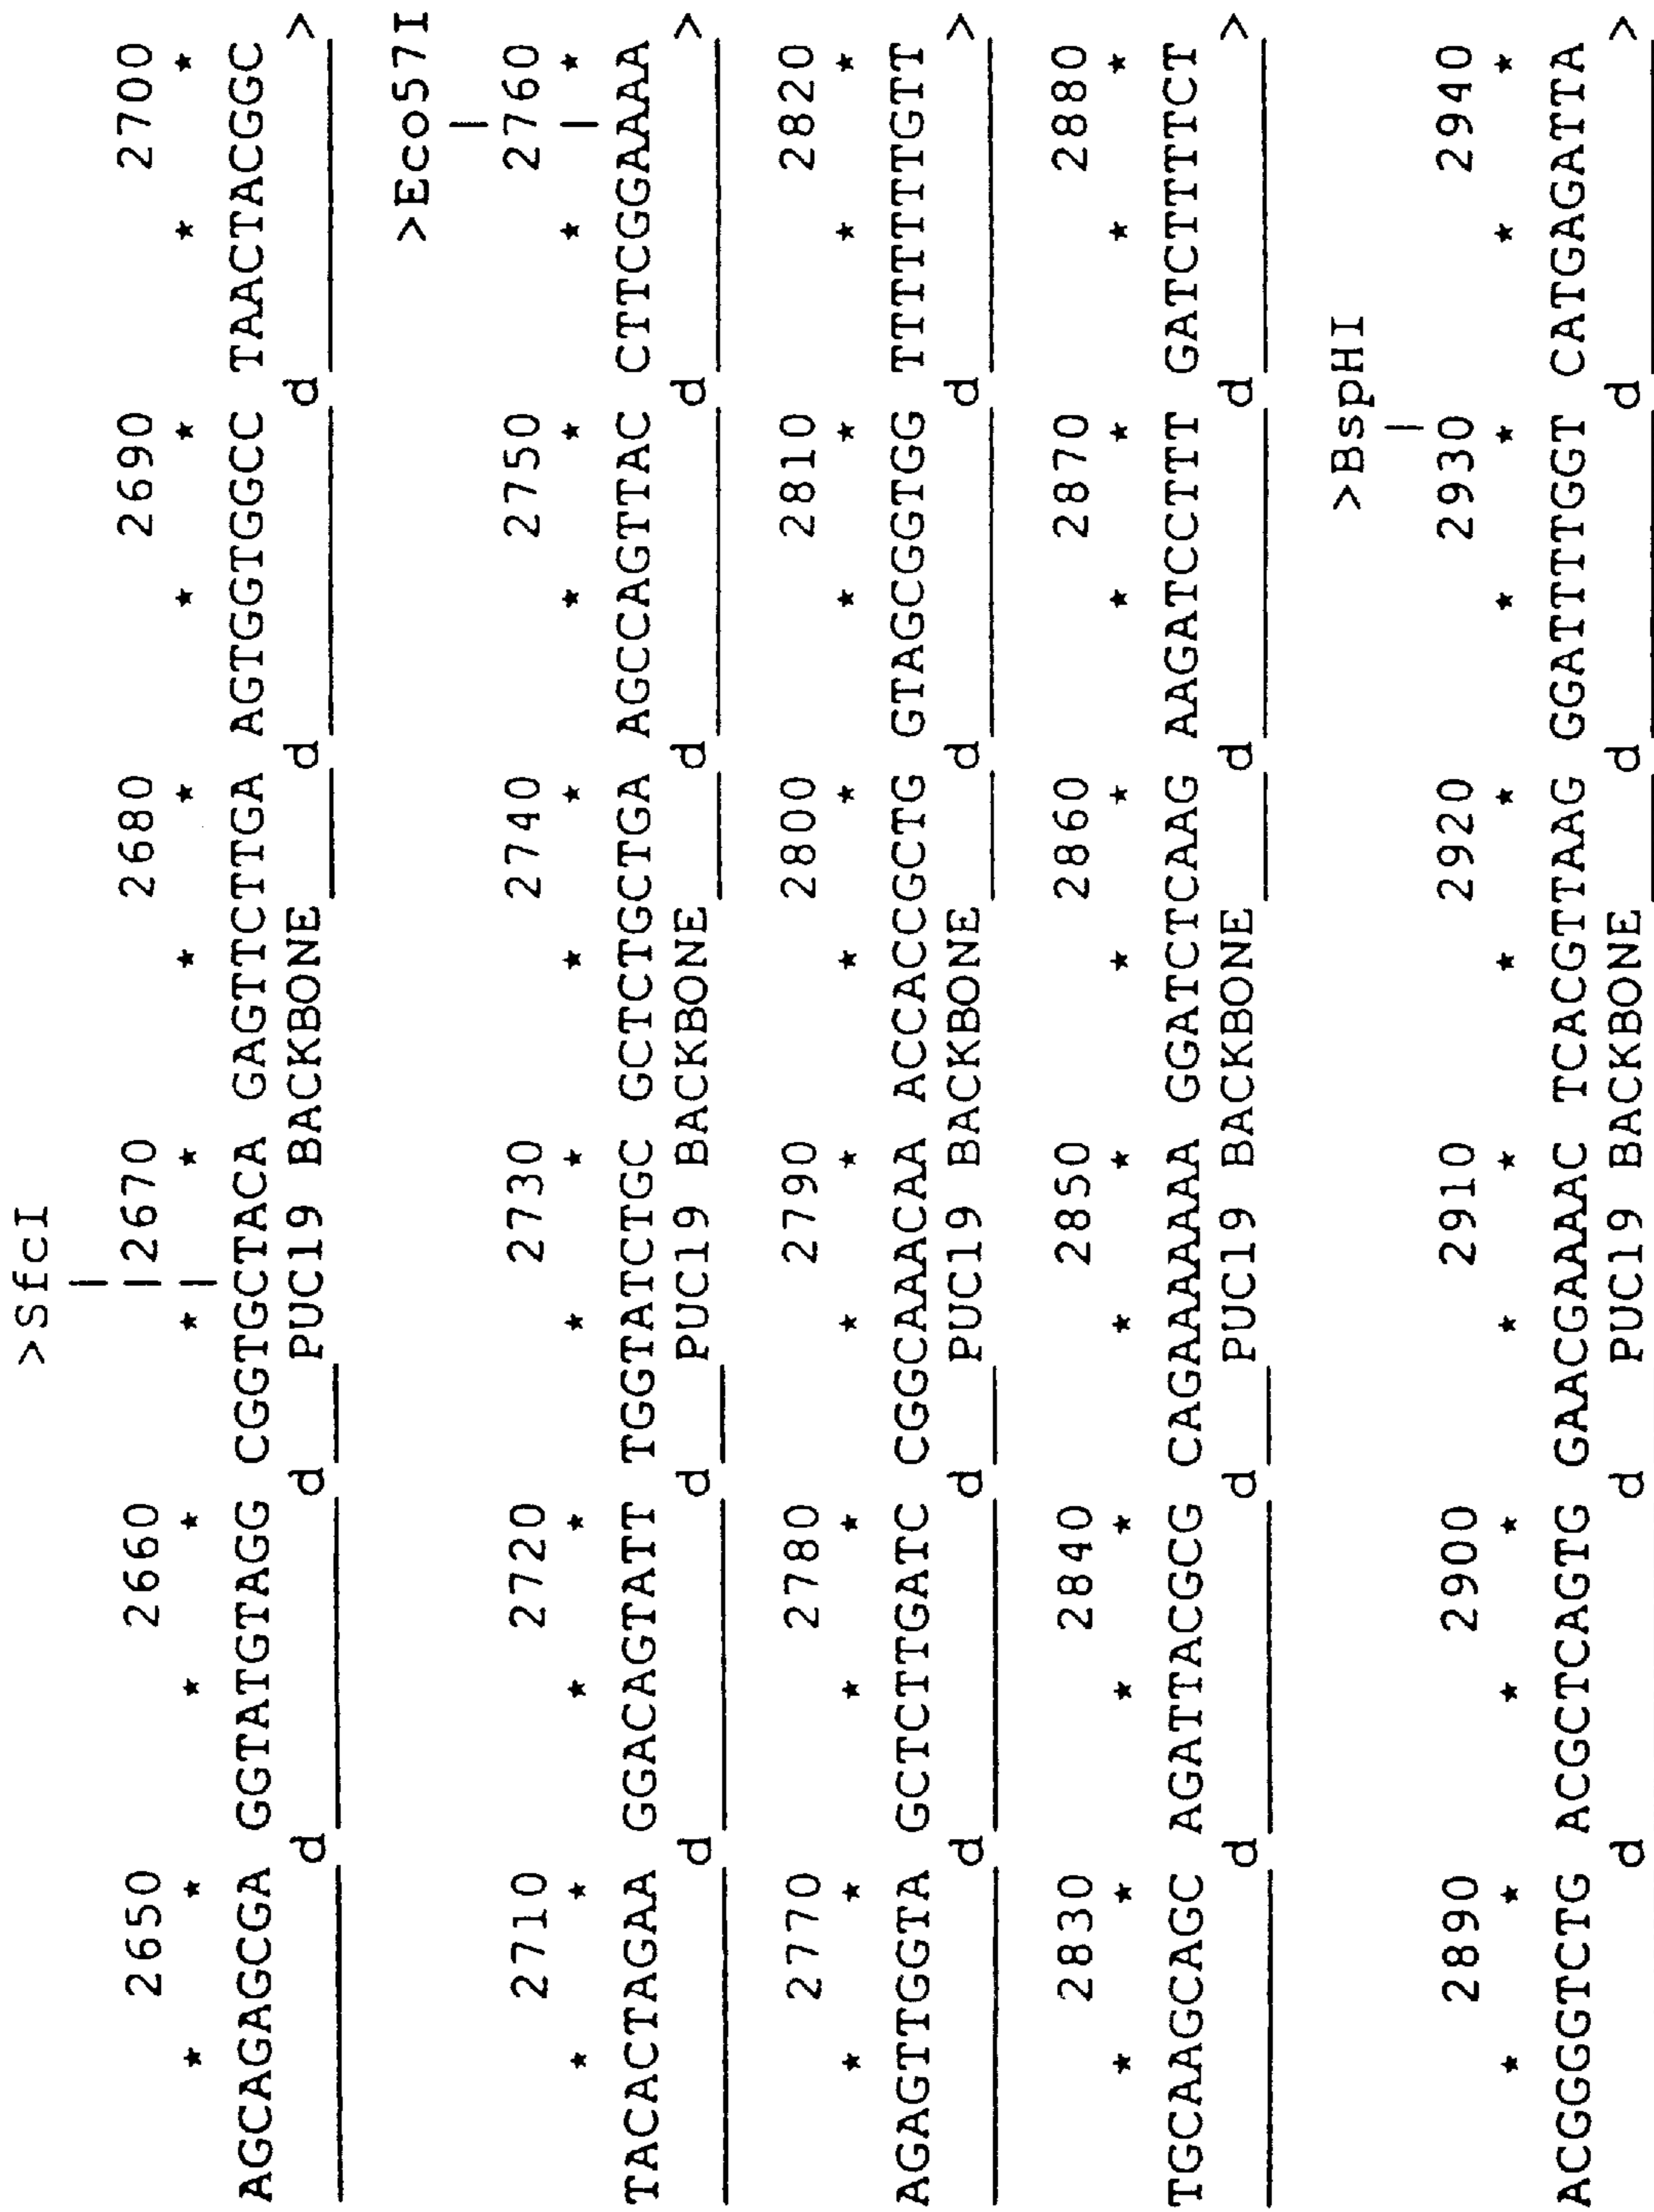 >SfcI
2650 2660 2670 2680 2690 2700
* * * * * * * * * * * *
AGCAGAGCGA GGTATGTAGG CGGTGCTACA GAGTTCTTGA AGTGGTGGCC TAACTACGGC
d d PUC19 BACKBONE d d >
>Eco57I
2710 2720 2730 2740 2750 2760
* * * * * * * * * * * *
TACACTAGAA GGACAGTATT TGGTATCTGC GCTCTGCTGA AGCCAGTTAC CTTCGGAAAA
d d PUC19 BACKBONE d d >
2770 2780 2790 2800 2810 2820
* * * * * * * * * * * *
AGAGTTGGTA GCTCTTGATC CGGCAAACAA ACCACCGCTG GTAGCGGTGG TTTTTTTGTT
d d PUC19 BACKBONE d d >
2830 2840 2850 2860 2870 2880
* * * * * * * * * * * *
TGCAAGCAGC AGATTACGCG CAGAAAAAAA GGATCTCAAG AAGATCCTTT GATCTTTTCT
d d PUC19 BACKBONE d d >
>BspHI
2890 2900 2910 2920 2930 2940
* * * * * * * * * * * *
ACGGGGTCTG ACGCTCAGTG GAACGAAAAC TCACGTTAAG GGATTTTGGT CATGAGATTA
d d PUC19 BACKBONE d d >